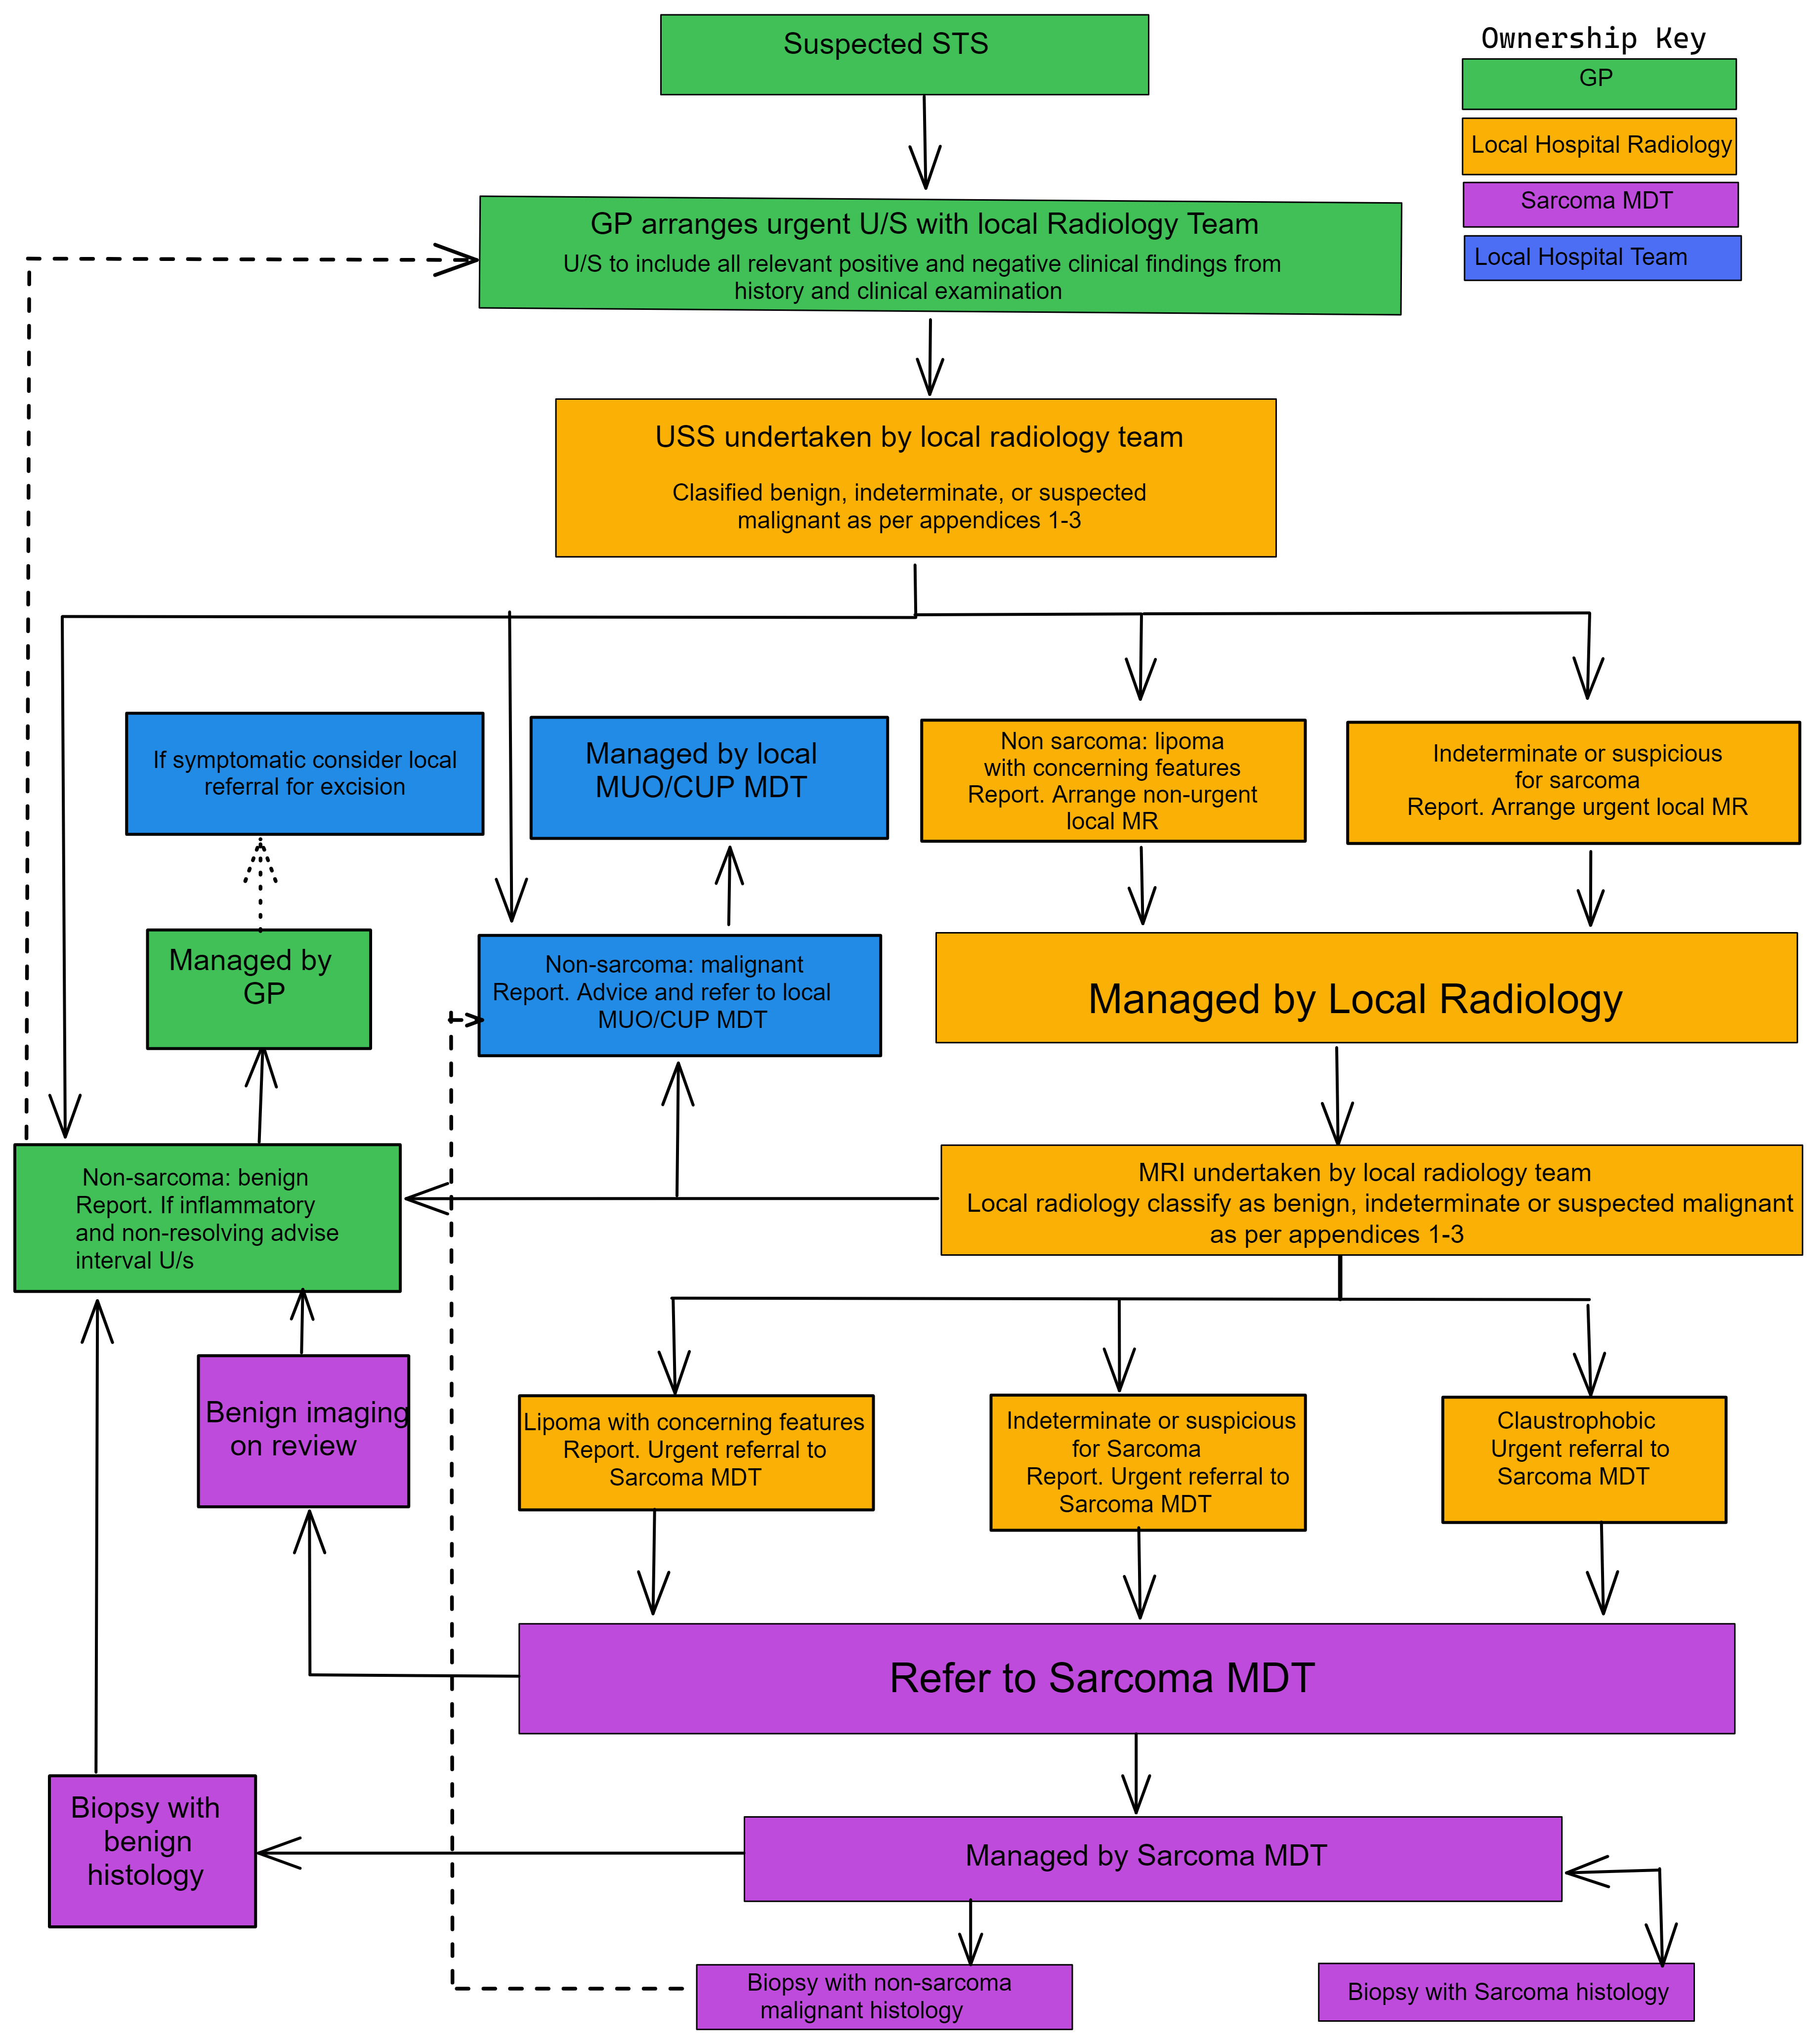 Suspected STS
Ownership Key
GP
Local Hospital Radiology
Sarcoma MDT
Local Hospital Team
GP arranges urgent U/S with local Radiology Team
U/S to include all relevant positive and negative clinical findings from
history and clinical examination
USS undertaken by local radiology team
Clasified benign, indeterminate, or suspected
malignant as per appendices 1-3
If symptomatic consider local
referral for excision
Managed by local
MUO/CUP MDT
Non sarcoma: lipoma
with concerning features
Report. Arrange non-urgent
local MR
Indeterminate or suspicious
for sarcoma
Report. Arrange urgent local MR
Managed by
GP
Non-sarcoma: malignant
Report. Advice and refer to local
MUO/CUP MDT
Managed by Local Radiology
Non-sarcoma: benign
Report. If inflammatory
and non-resolving advise
interval U/s
MRI undertaken by local radiology team
Local radiology classify as benign, indeterminate or suspected malignant
as per appendices 1-3
Benign imaging
on review
Lipoma with concerning features
Report. Urgent referral to
Sarcoma MDT
Indeterminate or suspicious
for Sarcoma
Report. Urgent referral to
Sarcoma MDT
Claustrophobic
Urgent referral to
Sarcoma MDT
Refer to Sarcoma MDT
Biopsy with
benign
histology
Managed by Sarcoma MDT
Biopsy with non-sarcoma
malignant histology
Biopsy with Sarcoma histology